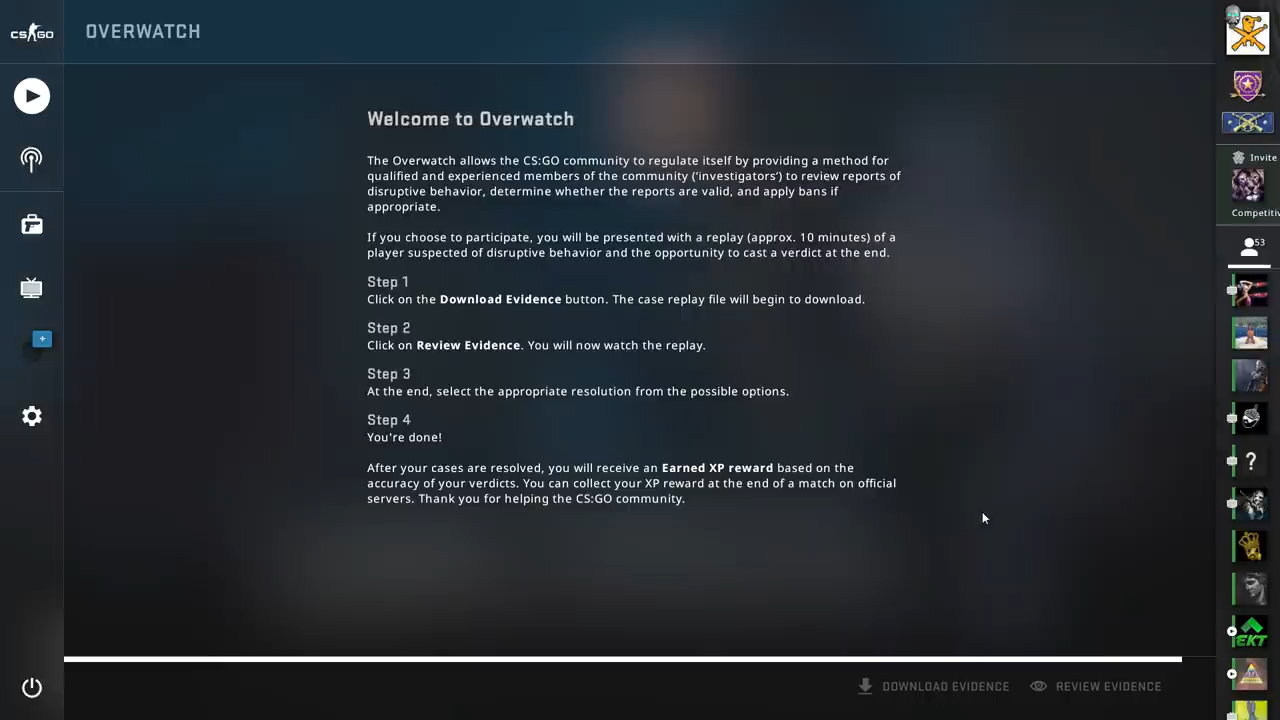 CS GO
OVERWATCH
Welcome to Overwatch
The Overwatch allows the CS:GO community to regulate itself by providing a method for
qualified and experienced members of the community ('investigators') to review reports of
disruptive behavior, determine whether the reports are valid, and apply bans if
appropriate.
If you choose to participate, you will be presented with a replay (approx. 10 minutes) of a
player suspected of disruptive behavior and the opportunity to cast a verdict at the end.
Step 1
Click on the Download Evidence button. The case replay file will begin to download.
Step 2
Click on Review Evidence. You will now watch the replay.
Step 3
At the end, select the appropriate resolution from the possible options.
Step 4
You're done!
After your cases are resolved, you will receive an Earned XP reward based on the
accuracy of your verdicts. You can collect your XP reward at the end of a match on official
servers. Thank you for helping the CS:GO community.
DOWNLOAD EVIDENCE
REVIEW EVIDENCE
Invite
Competitiv
53
?
EKT